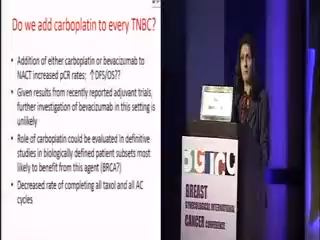 Do we add carboplatin to every TNBC?
• Addition of either carboplatin or bevacizumab to
NACT increased pCR rates; ↑DFS/OS??
• Given results from recently reported adjuvant trials,
further investigation of bevacizumab in this setting is
unlikely
• Role of carboplatin could be evaluated in definitive
studies in biologically defined patient subsets most
likely to benefit from this agent (BRCA?)
• Decreased rate of completing all taxol and all AC
cycles
BGICC
BREAST
GYNECOLOGICAL INTERNATIONAL
CANCER CONFERENCE